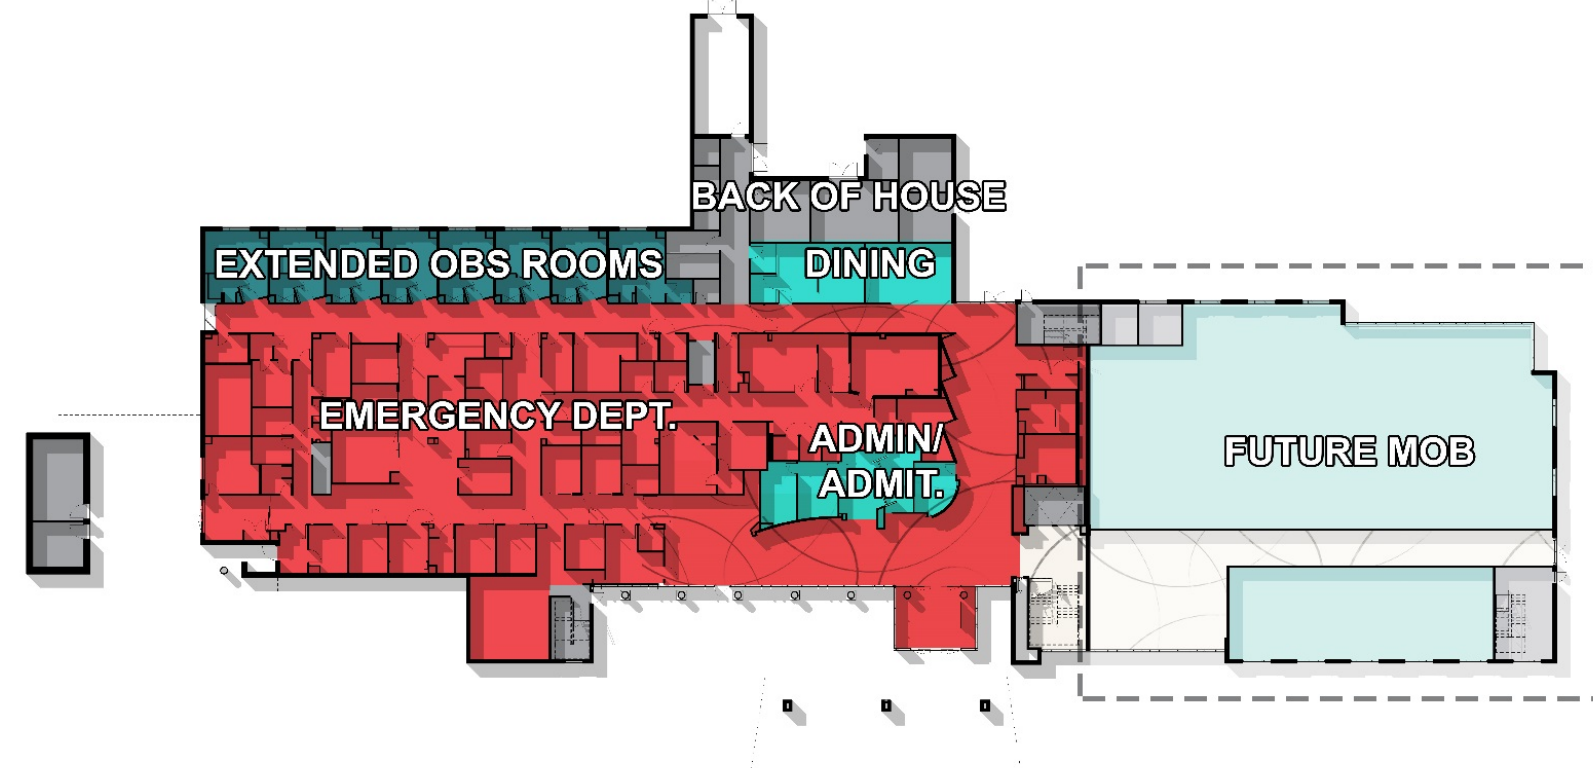 BACK OF HOUSE
EXTENDED OBS ROOMS
DINING
EMERGENCY DEPT.
ADMIN/
ADMIT.
FUTURE MOB